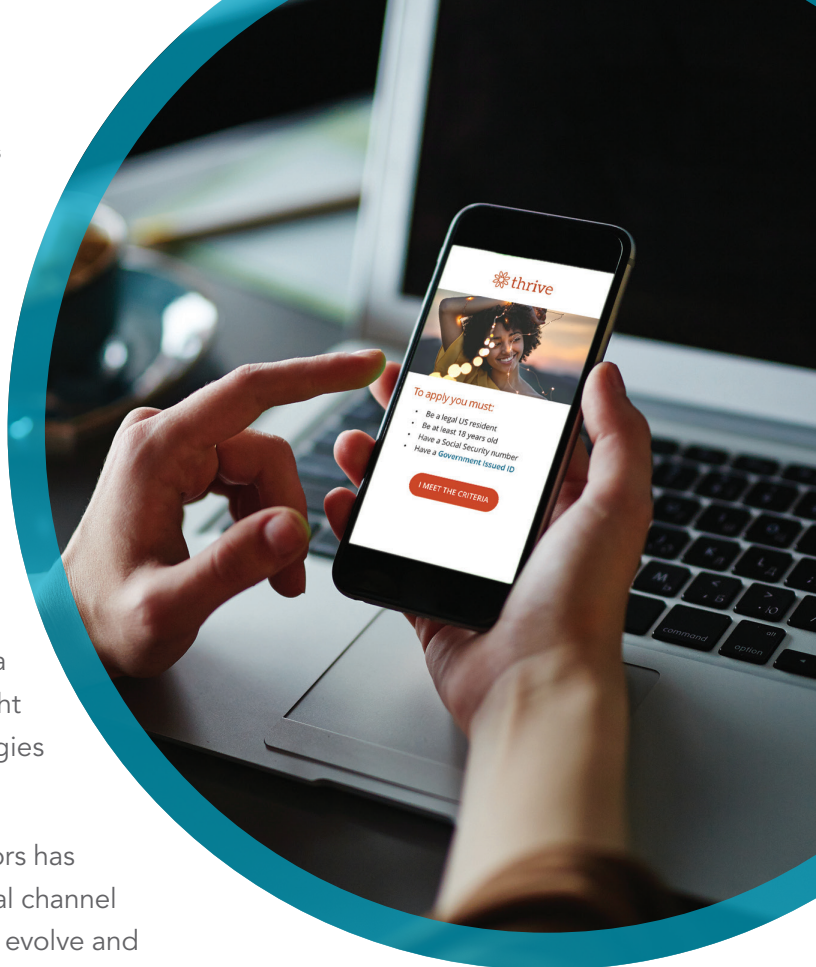 thrive
To apply you must:
• Be a legal US resident
• Be at least 18 years old
• Have a Social Security number
• Have a Government Issued ID
I MEET THE CRITERIA
a
ht
gies
ors has
al channel
evolve and
command
alt
option